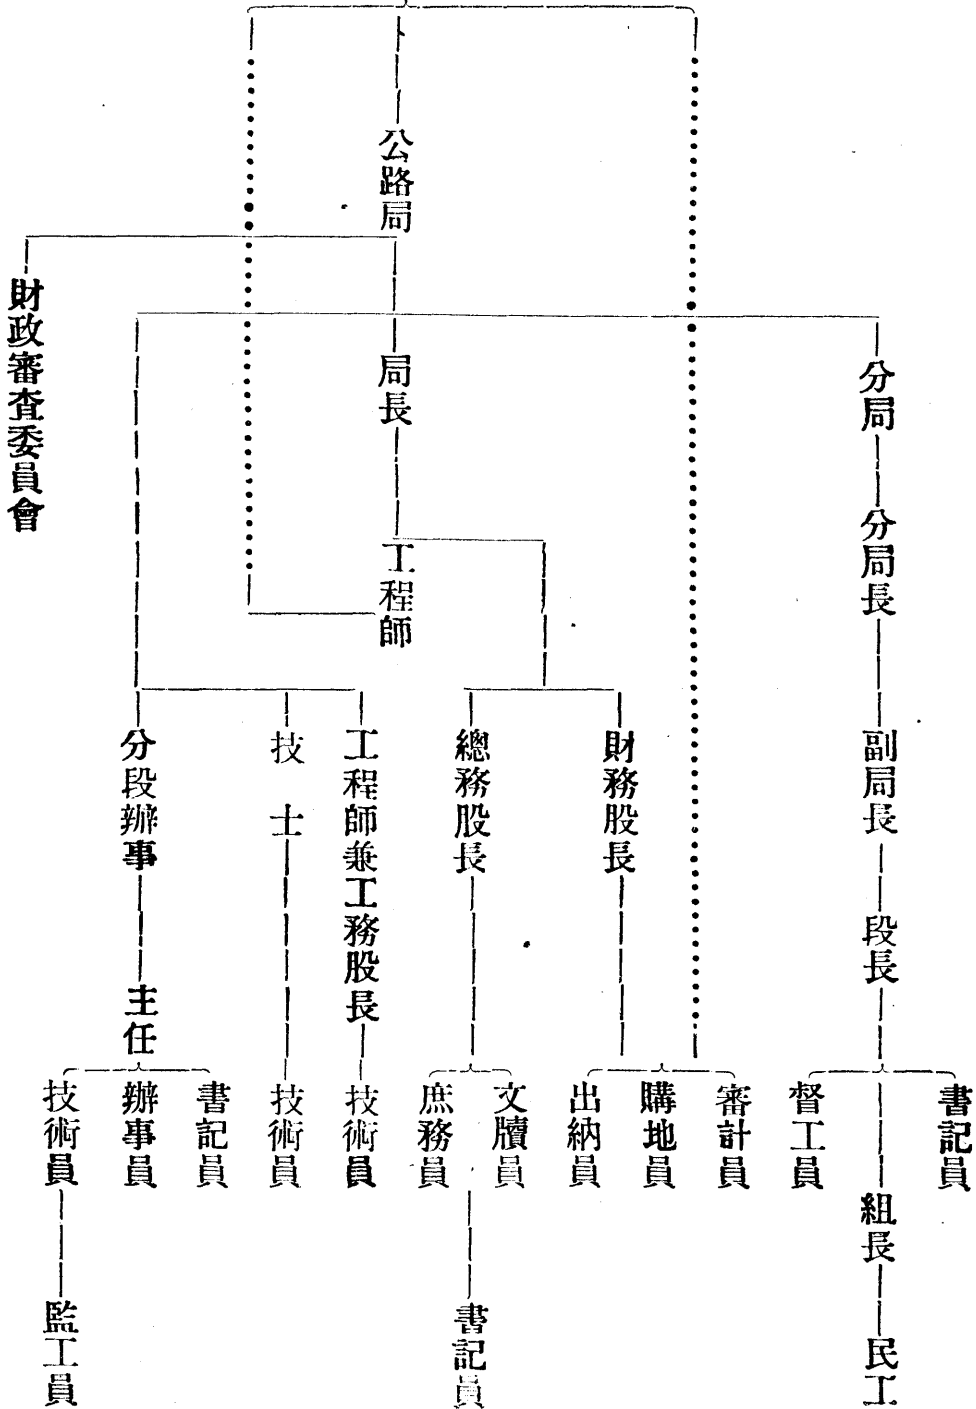 公路局
財政審查委員會
局長
分局
分局長
工程師
副局長
財務股長
總務股長
工程師兼工務股長
技士
分段辦事
段長
主任
書記員
督工員
審計員
購地員
出納員
文牘員
庶務員
技術員
技術員
書記員
辦事員
技術員
組長
民工
書記員
監工員